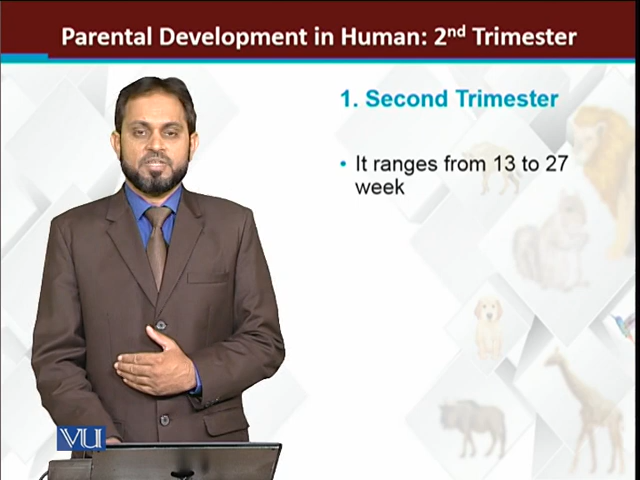 Parental Development in Human: 2nd Trimester
1. Second Trimester
• It ranges from 13 to 27
week
VU